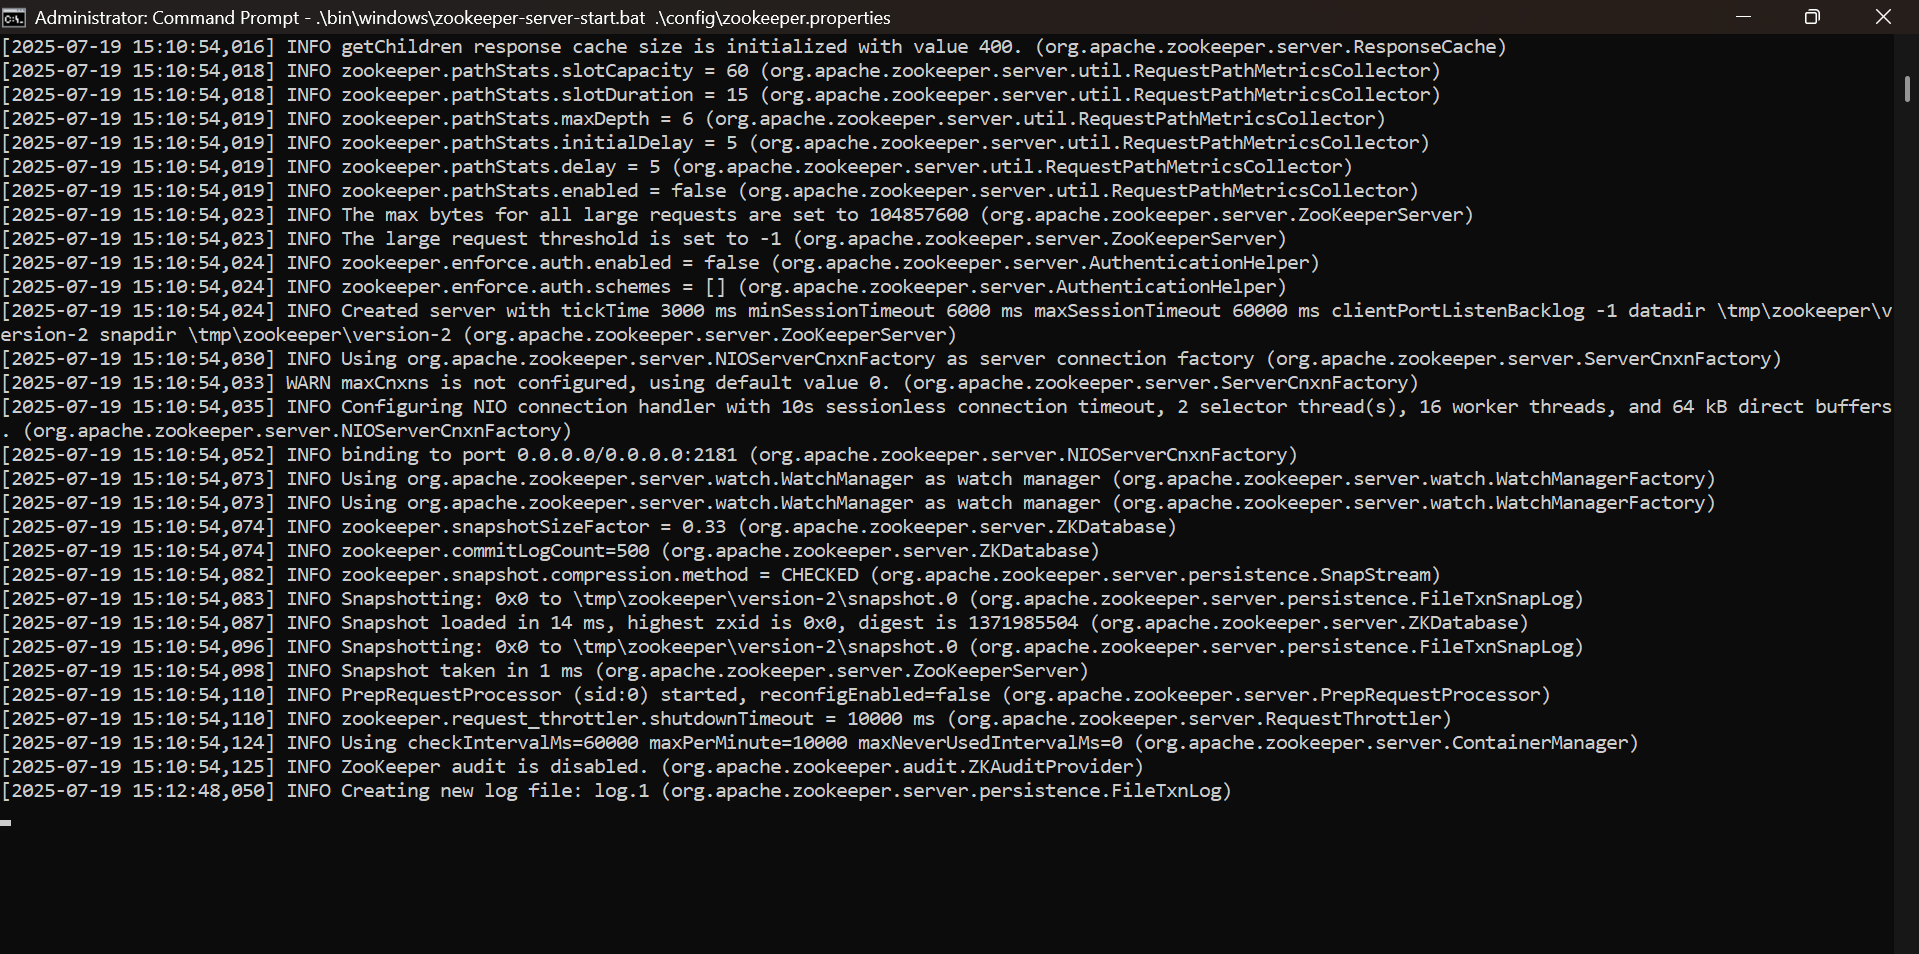 Administrator: Command Prompt - .\bin\windows\zookeeper-server-start.bat .\config\zookeeper.properties
[2025-07-19 15:10:54,016] INFO getChildren response cache size is initialized with value 400. (org.apache.zookeeper.server.ResponseCache)
[2025-07-19 15:10:54,018] INFO zookeeper.pathStats.slotCapacity = 60 (org.apache.zookeeper.server.util.RequestPathMetricsCollector)
[2025-07-19 15:10:54,018] INFO zookeeper.pathStats.slotDuration = 15 (org.apache.zookeeper.server.util.RequestPathMetricsCollector)
[2025-07-19 15:10:54,019] INFO zookeeper.pathStats.maxDepth = 6 (org.apache.zookeeper.server.util.RequestPathMetricsCollector)
[2025-07-19 15:10:54,019] INFO zookeeper.pathStats.initialDelay = 5 (org.apache.zookeeper.server.util.RequestPathMetricsCollector)
[2025-07-19 15:10:54,019] INFO zookeeper.pathStats.delay = 5 (org.apache.zookeeper.server.util.RequestPathMetricsCollector)
[2025-07-19 15:10:54,019] INFO zookeeper.pathStats.enabled = false (org.apache.zookeeper.server.util.RequestPathMetricsCollector)
[2025-07-19 15:10:54,023] INFO The max bytes for all large requests are set to 104857600 (org.apache.zookeeper.server.ZooKeeperServer)
[2025-07-19 15:10:54,023] INFO The large request threshold is set to -1 (org.apache.zookeeper.server.ZooKeeperServer)
[2025-07-19 15:10:54,024] INFO zookeeper.enforce.auth.enabled = false (org.apache.zookeeper.server.AuthenticationHelper)
[2025-07-19 15:10:54,024] INFO zookeeper.enforce.auth.schemes = [] (org.apache.zookeeper.server.AuthenticationHelper)
[2025-07-19 15:10:54,024] INFO Created server with tickTime 3000 ms minSessionTimeout 6000 ms maxSessionTimeout 60000 ms clientPortListenBacklog -1 datadir \tmp\zookeeper\v
ersion-2 snapdir \tmp\zookeeper\version-2 (org.apache.zookeeper.server.ZooKeeperServer)
[2025-07-19 15:10:54,030] INFO Using org.apache.zookeeper.server.NIOServerCnxnFactory as server connection factory (org.apache.zookeeper.server.ServerCnxnFactory)
[2025-07-19 15:10:54,033] WARN maxCnxns is not configured, using default value 0. (org.apache.zookeeper.server.ServerCnxnFactory)
[2025-07-19 15:10:54,035] INFO Configuring NIO connection handler with 10s sessionless connection timeout, 2 selector thread(s), 16 worker threads, and 64 kB direct buffers
. (org.apache.zookeeper.server.NIOServerCnxnFactory)
[2025-07-19 15:10:54,052] INFO binding to port 0.0.0.0/0.0.0.0:2181 (org.apache.zookeeper.server.NIOServerCnxnFactory)
[2025-07-19 15:10:54,073] INFO Using org.apache.zookeeper.server.watch.WatchManager as watch manager (org.apache.zookeeper.server.watch.WatchManagerFactory)
[2025-07-19 15:10:54,073] INFO Using org.apache.zookeeper.server.watch.WatchManager as watch manager (org.apache.zookeeper.server.watch.WatchManagerFactory)
[2025-07-19 15:10:54,074] INFO zookeeper.snapshotSizeFactor = 0.33 (org.apache.zookeeper.server.ZKDatabase)
[2025-07-19 15:10:54,074] INFO zookeeper.commitLogCount=500 (org.apache.zookeeper.server.ZKDatabase)
[2025-07-19 15:10:54,082] INFO zookeeper.snapshot.compression.method = CHECKED (org.apache.zookeeper.server.persistence.SnapStream)
[2025-07-19 15:10:54,083] INFO Snapshotting: 0x0 to \tmp\zookeeper\version-2\snapshot.0 (org.apache.zookeeper.server.persistence.FileTxnSnapLog)
[2025-07-19 15:10:54,087] INFO Snapshot loaded in 14 ms, highest zxid is 0x0, digest is 1371985504 (org.apache.zookeeper.server.ZKDatabase)
[2025-07-19 15:10:54,096] INFO Snapshotting: 0x0 to \tmp\zookeeper\version-2\snapshot.0 (org.apache.zookeeper.server.persistence.FileTxnSnapLog)
[2025-07-19 15:10:54,098] INFO Snapshot taken in 1 ms (org.apache.zookeeper.server.ZooKeeperServer)
[2025-07-19 15:10:54,110] INFO PrepRequestProcessor (sid:0) started, reconfigEnabled=false (org.apache.zookeeper.server.PrepRequestProcessor)
[2025-07-19 15:10:54,110] INFO zookeeper.request_throttler.shutdownTimeout = 10000 ms (org.apache.zookeeper.server.RequestThrottler)
[2025-07-19 15:10:54,124] INFO Using checkIntervalMs=60000 maxPerMinute=10000 maxNeverUsedIntervalMs=0 (org.apache.zookeeper.server.ContainerManager)
[2025-07-19 15:10:54,125] INFO ZooKeeper audit is disabled. (org.apache.zookeeper.audit.ZKAuditProvider)
[2025-07-19 15:12:48,050] INFO Creating new log file: log.1 (org.apache.zookeeper.server.persistence.FileTxnLog)